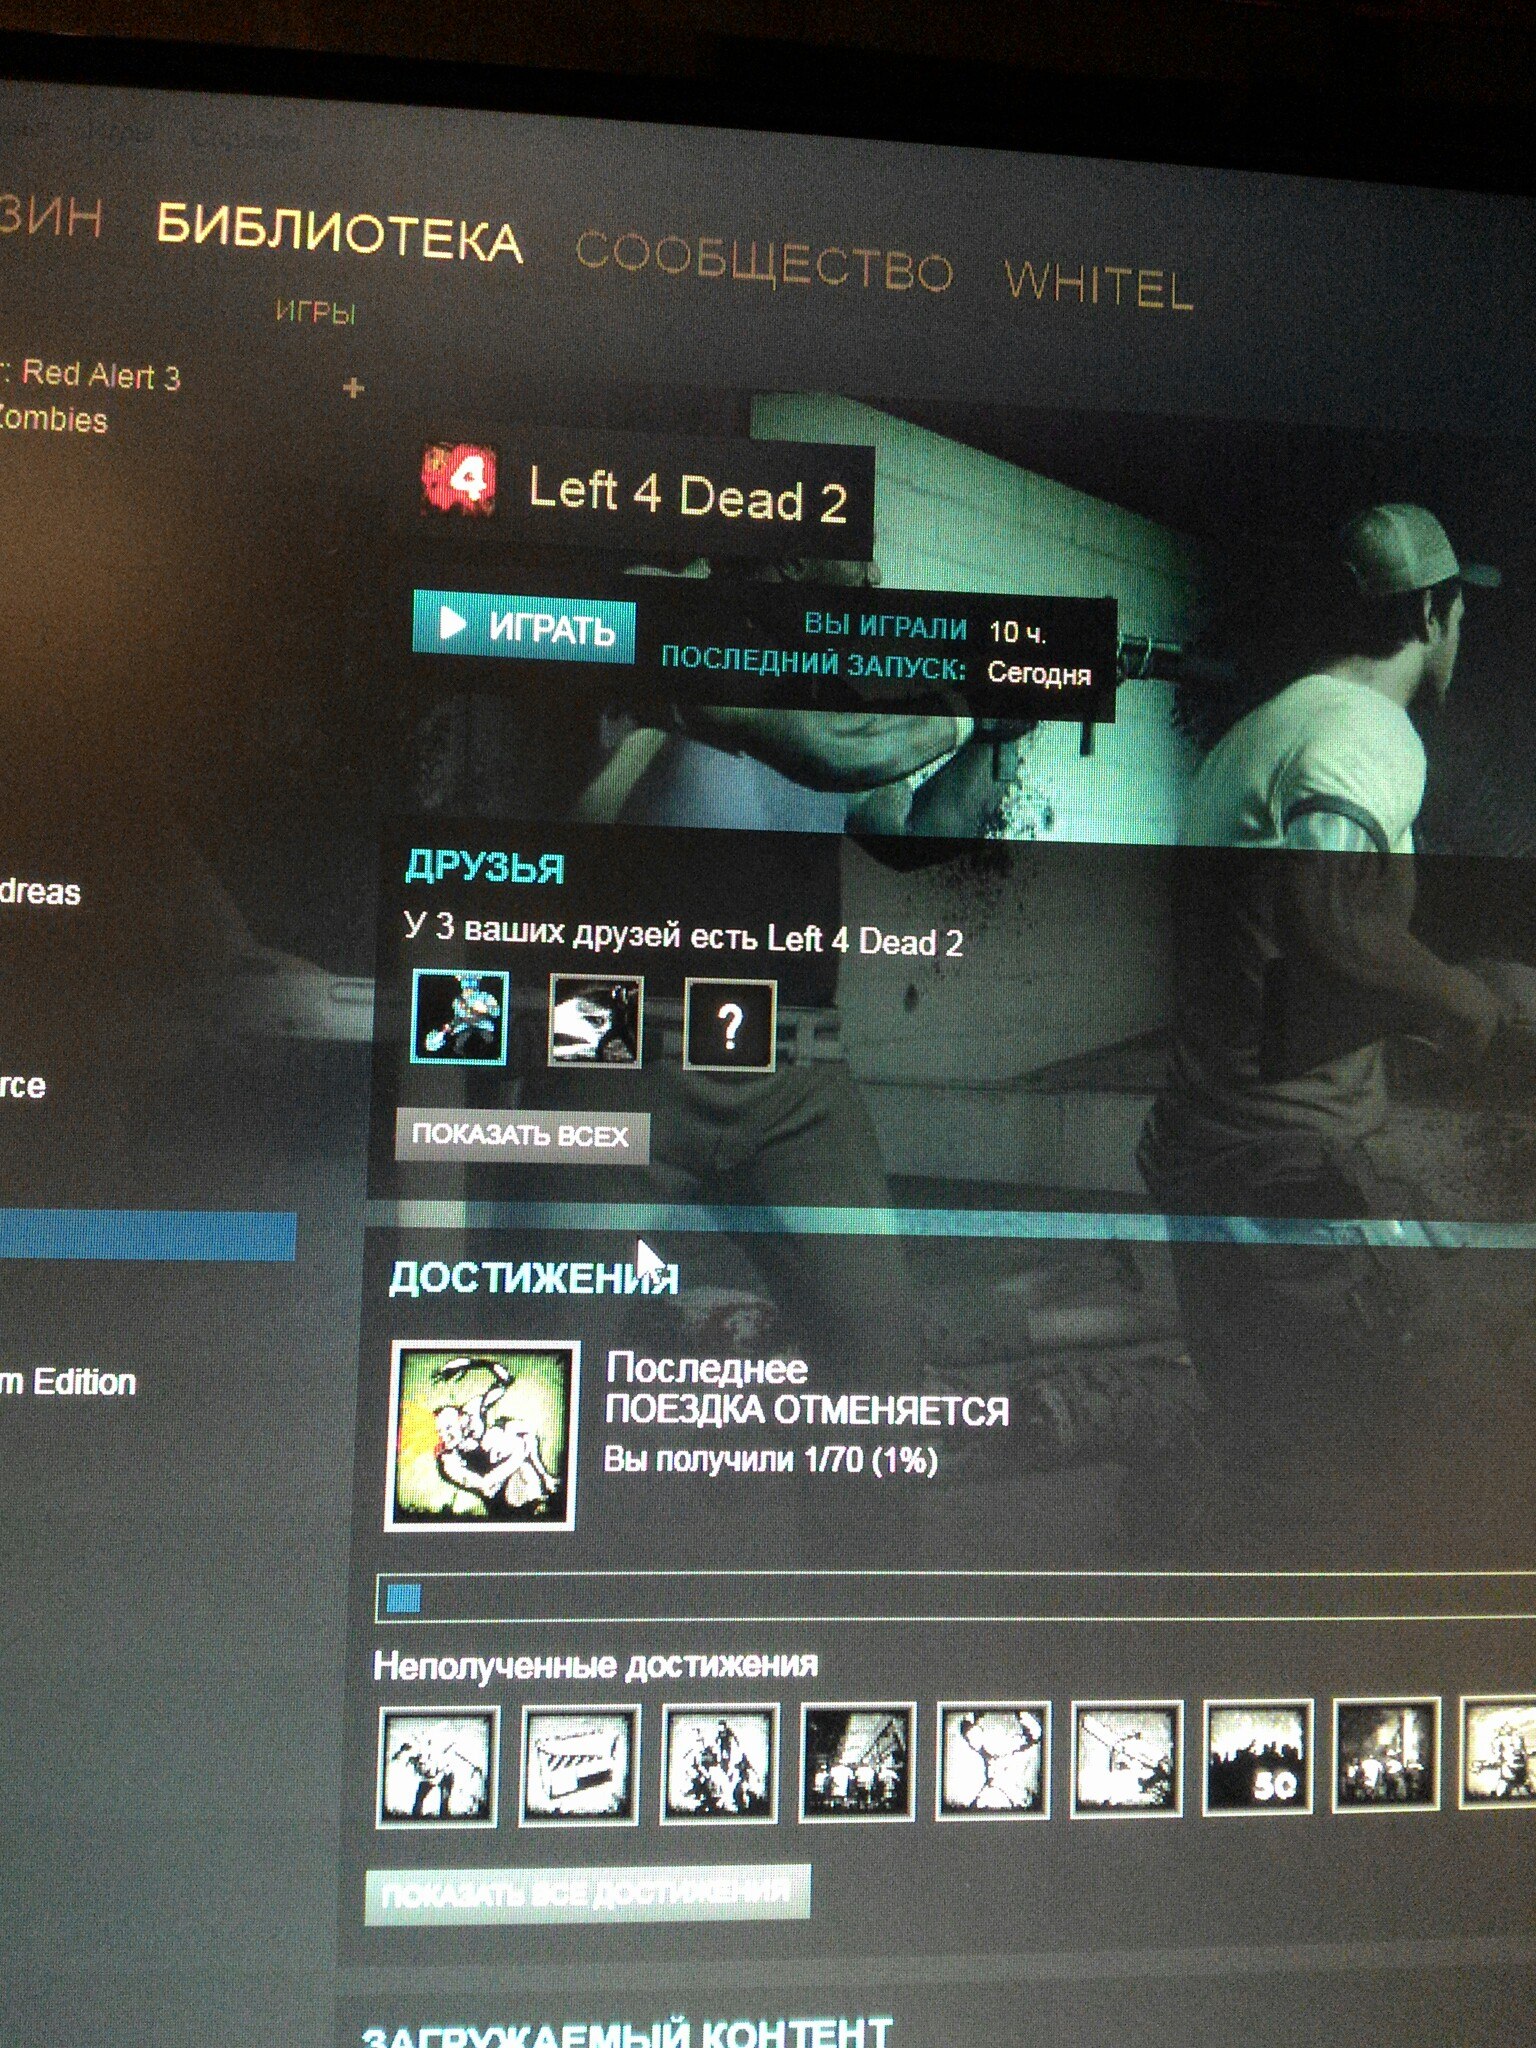 ЗИН БИБЛИОТЕКА СООБЩЕСТВО WHITEL
ИГРЫ
: Red Alert 3 +
Zombies
4
Left 4 Dead 2
ИГРАТЬ
ВЫ ИГРАЛИ 10 ч.
ПОСЛЕДНИЙ ЗАПУСК: Сегодня
dreas
ДРУЗЬЯ
У 3 ваших друзей есть Left 4 Dead 2
?
rce
ПОКАЗАТЬ ВСЕХ
ДОСТИЖЕНИЯ
m Edition
Последнее
ПОЕЗДКА ОТМЕНЯЕТСЯ
Вы получили 1/70 (1%)
Неполученные достижения
50
ПОКАЗАТЬ ВСЕ ДОСТИЖЕНИЯ
ЗАГРУЖАЕМЫЙ КОНТЕНТ